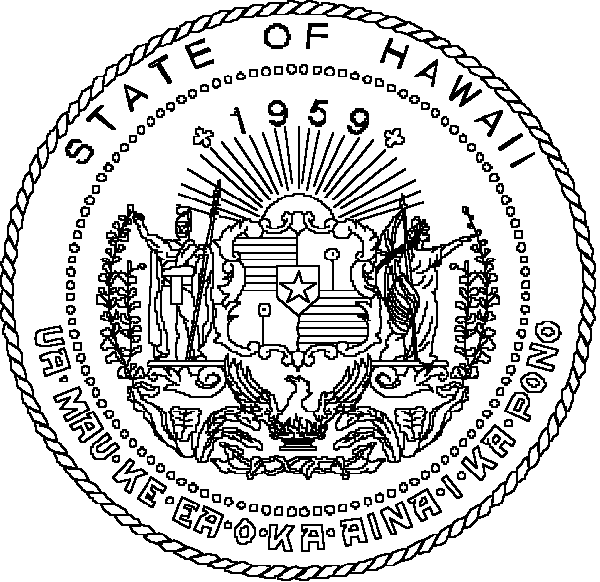 STATE OF HAWAII
1959
UA'MAU·KE·EA·O·KA·AINA·I·KA·PONO